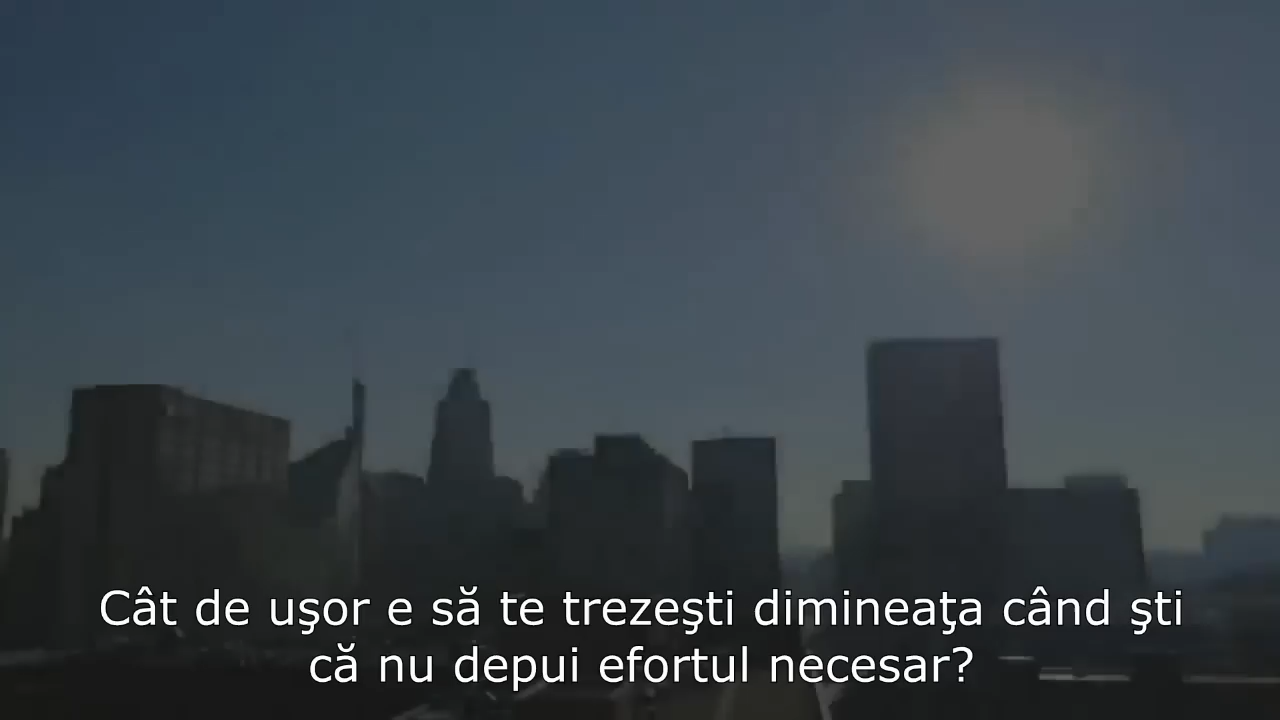 Cât de uşor e să te trezeşti dimineaţa când şti
că nu depui efortul necesar?